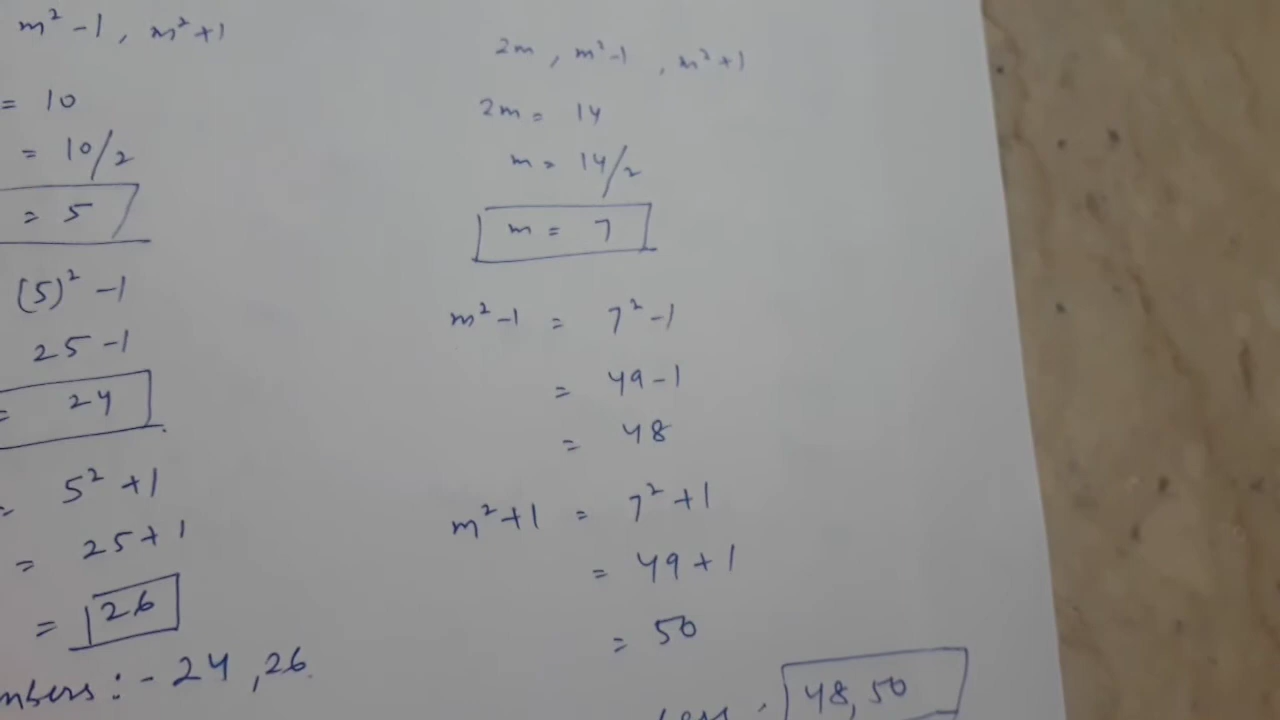 m² -1, m² +1
= 10
= 10/2
= 5
(5)² -1
25 -1
= 24
= 5² +1
= 25+1
= 26
:- 24, 26
2m, m²-1, m²+1
2m = 14
m = 14/2
m = 7
m²-1 = 7²-1
= 49-1
= 48
m²+1 = 7²+1
= 49+1
= 50
48, 50